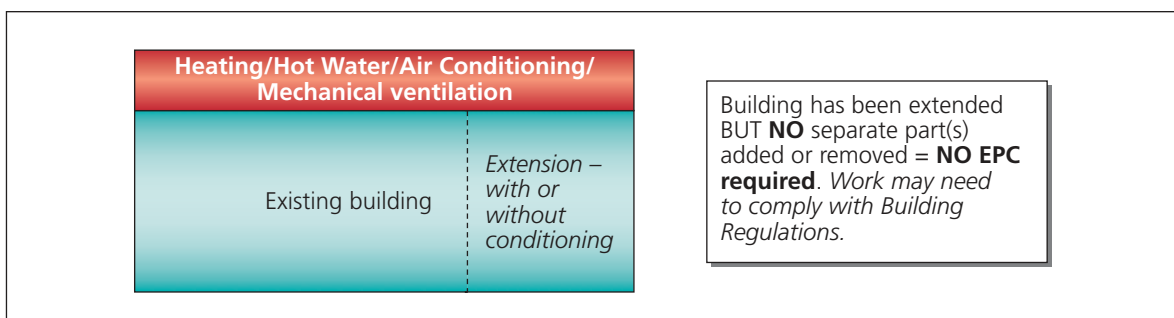 Heating/Hot Water/Air Conditioning/
Mechanical ventilation
Existing building
Extension –
with or
without
conditioning
Building has been extended
BUT NO separate part(s)
added or removed = NO EPC
required. Work may need
to comply with Building
Regulations.